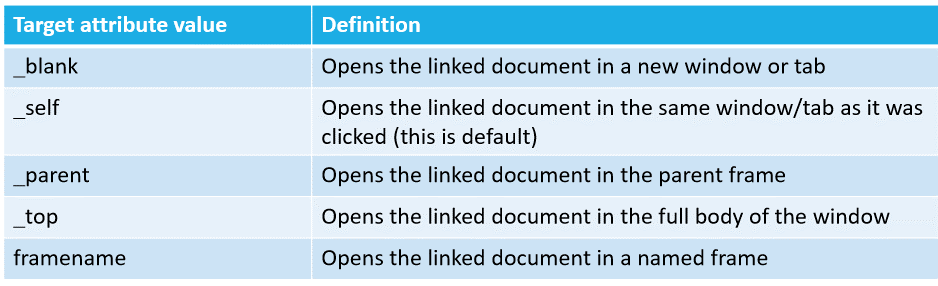 Target attribute value Definition
_blank Opens the linked document in a new window or tab
_self Opens the linked document in the same window/tab as it was
clicked (this is default)
_parent Opens the linked document in the parent frame
_top Opens the linked document in the full body of the window
framename Opens the linked document in a named frame